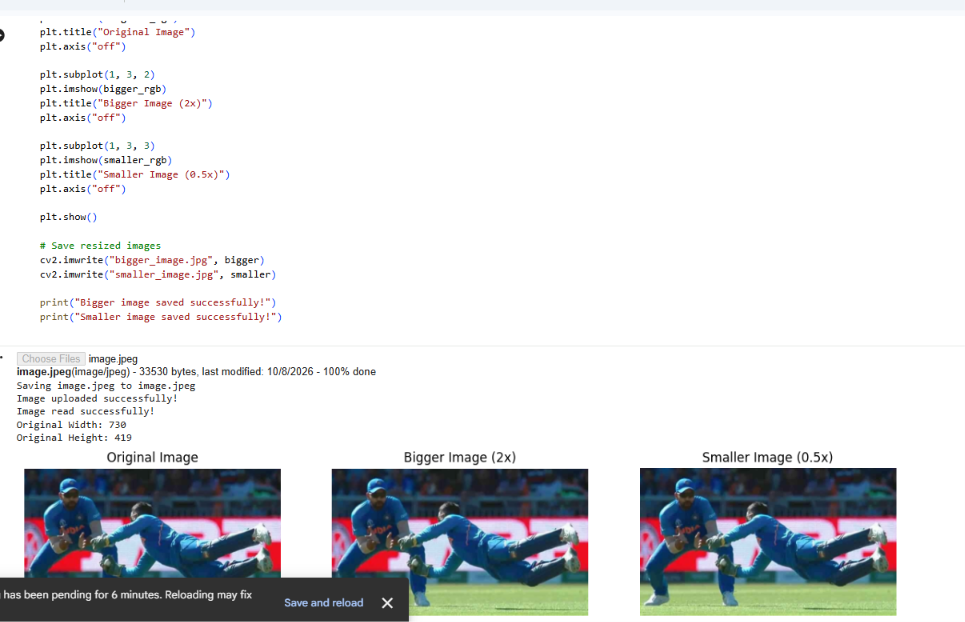 plt.title("Original Image")
plt.axis("off")
plt.subplot(1, 3, 2)
plt.imshow(bigger_rgb)
plt.title("Bigger Image (2x)")
plt.axis("off")
plt.subplot(1, 3, 3)
plt.imshow(smaller_rgb)
plt.title("Smaller Image (0.5x)")
plt.axis("off")
plt.show()
# Save resized images
cv2.imwrite("bigger_image.jpg", bigger)
cv2.imwrite("smaller_image.jpg", smaller)
print("Bigger image saved successfully!")
print("Smaller image saved successfully!")
Choose Files image.jpeg
image.jpeg(image/jpeg) - 33530 bytes, last modified: 10/8/2026 - 100% done
Saving image.jpeg to image.jpeg
Image uploaded successfully!
Image read successfully!
Original Width: 730
Original Height: 419
Original Image Bigger Image (2x) Smaller Image (0.5x)
has been pending for 6 minutes. Reloading may fix
Save and reload